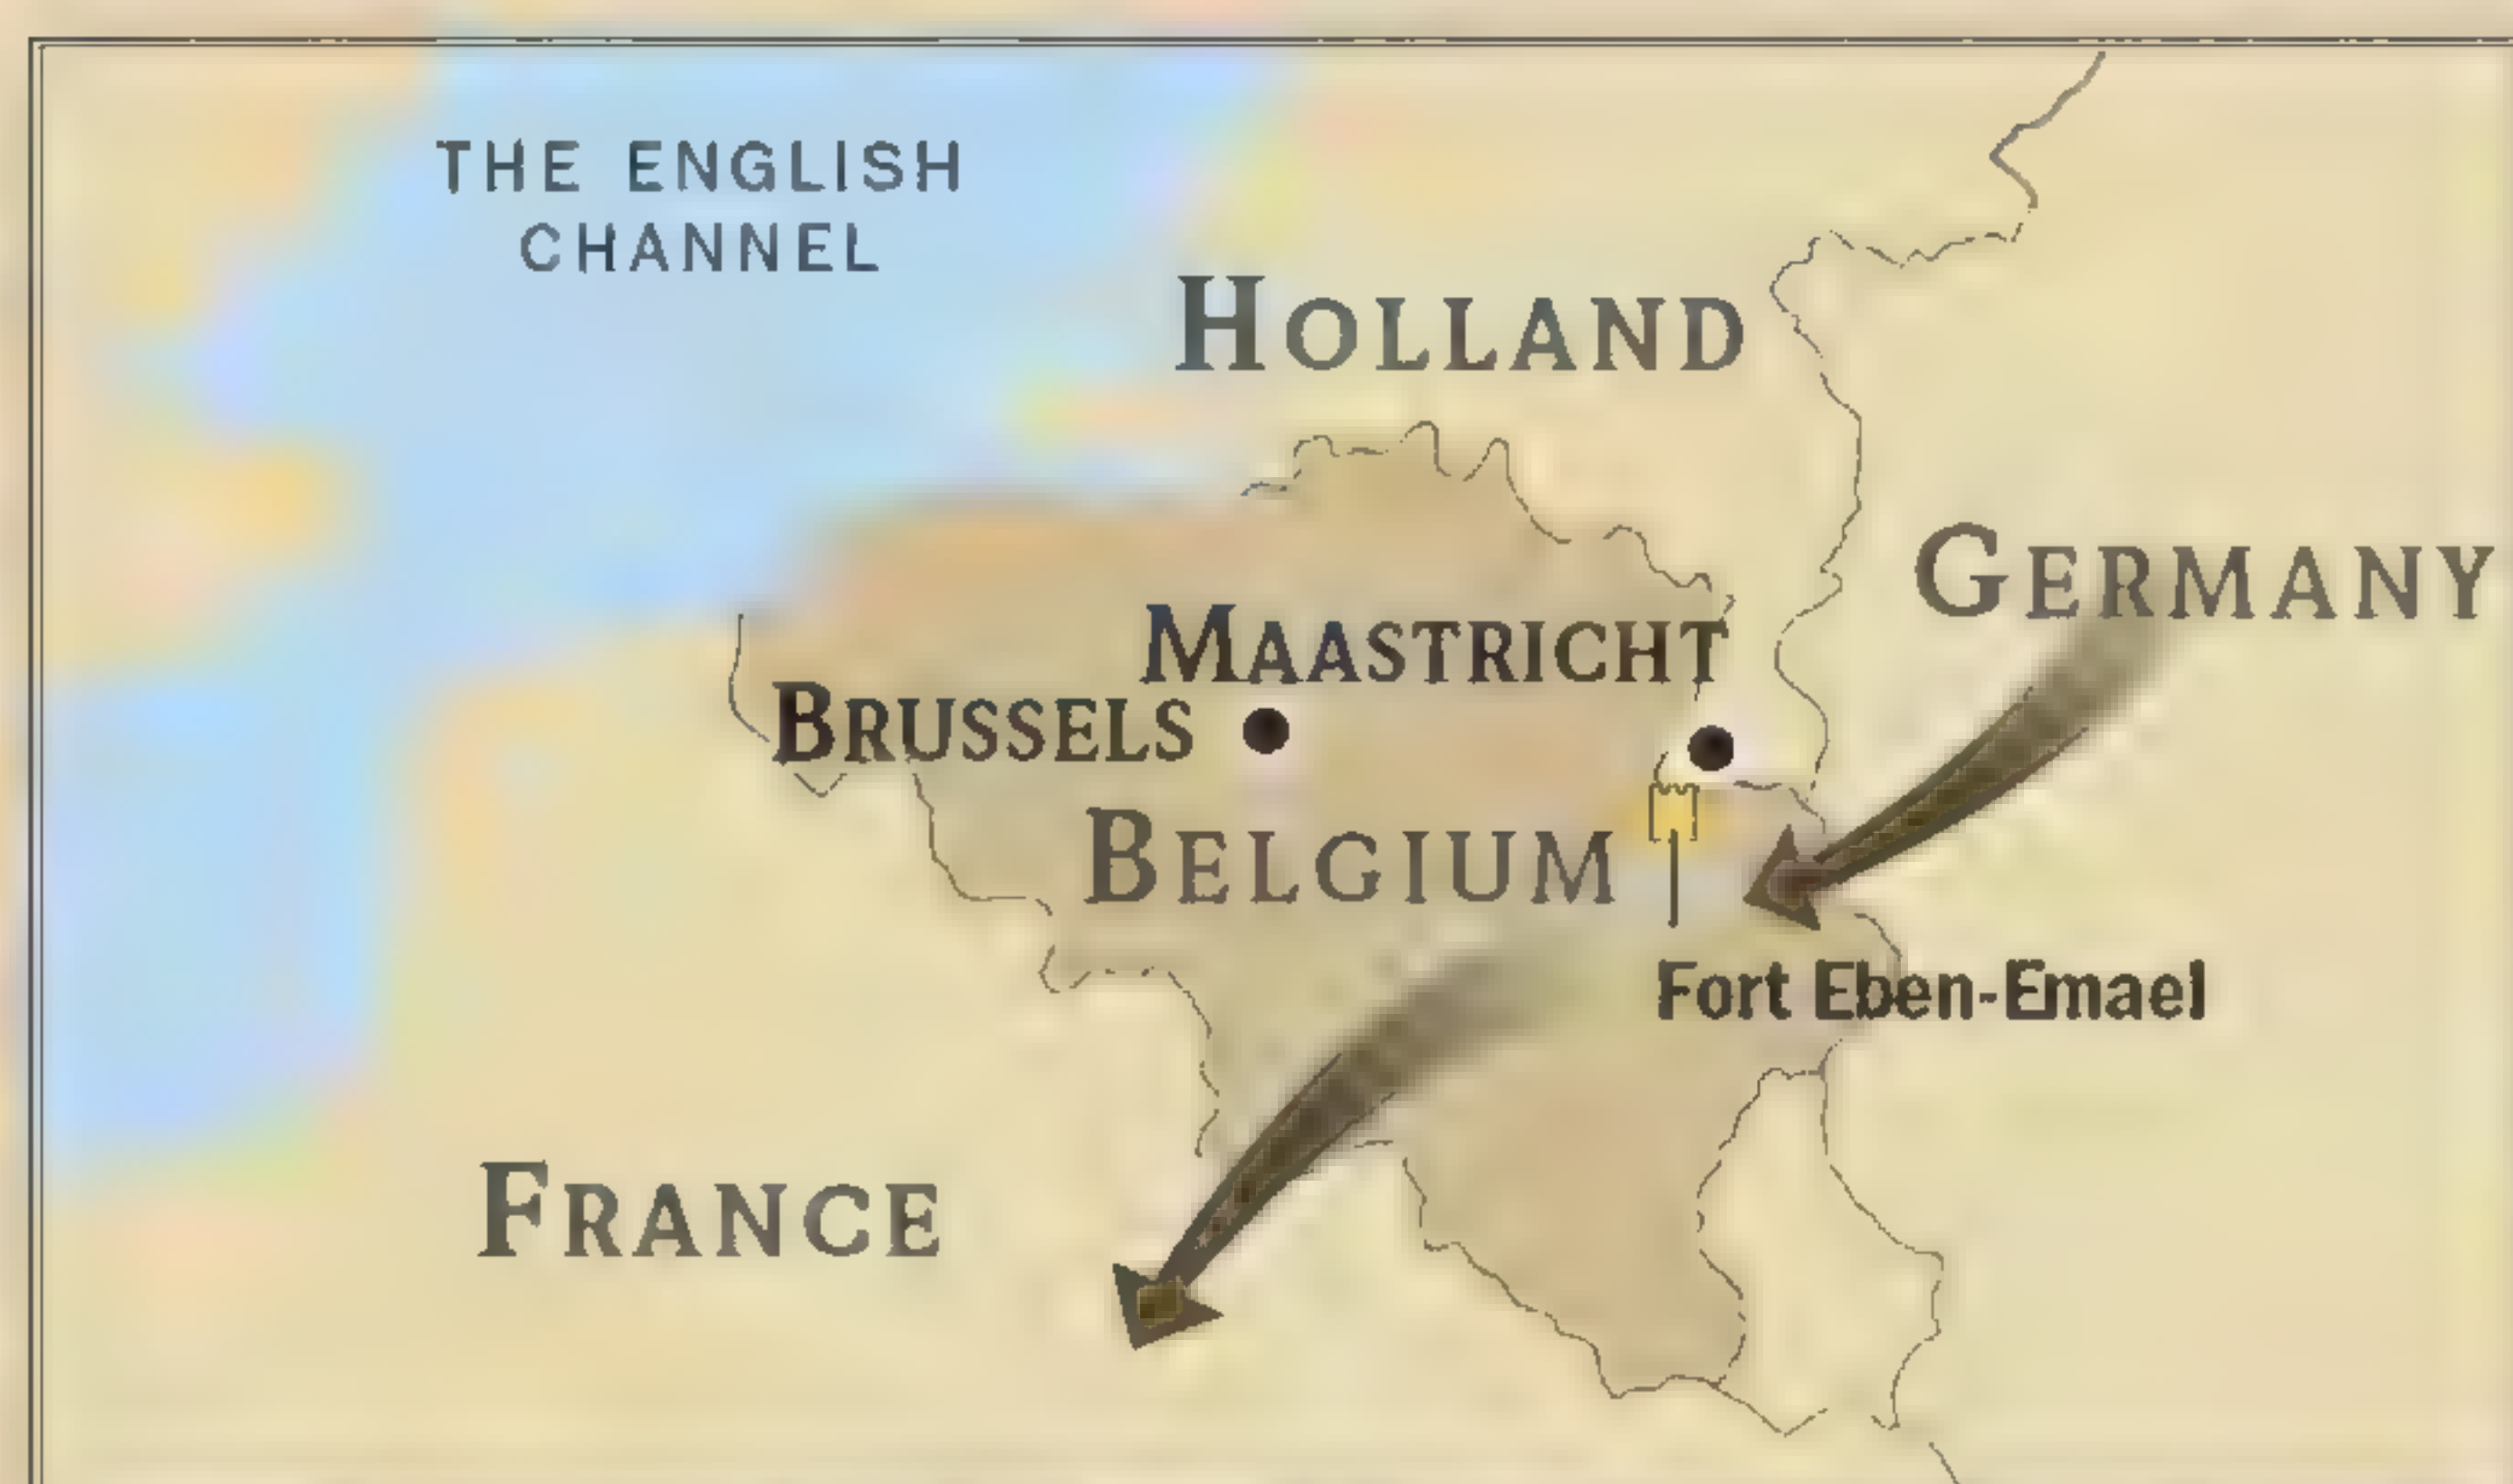 THE ENGLISH
CHANNEL
HOLLAND
GERMANY
MAASTRICHT
BRUSSELS
BELGIUM
Fort Eben-Emael
FRANCE